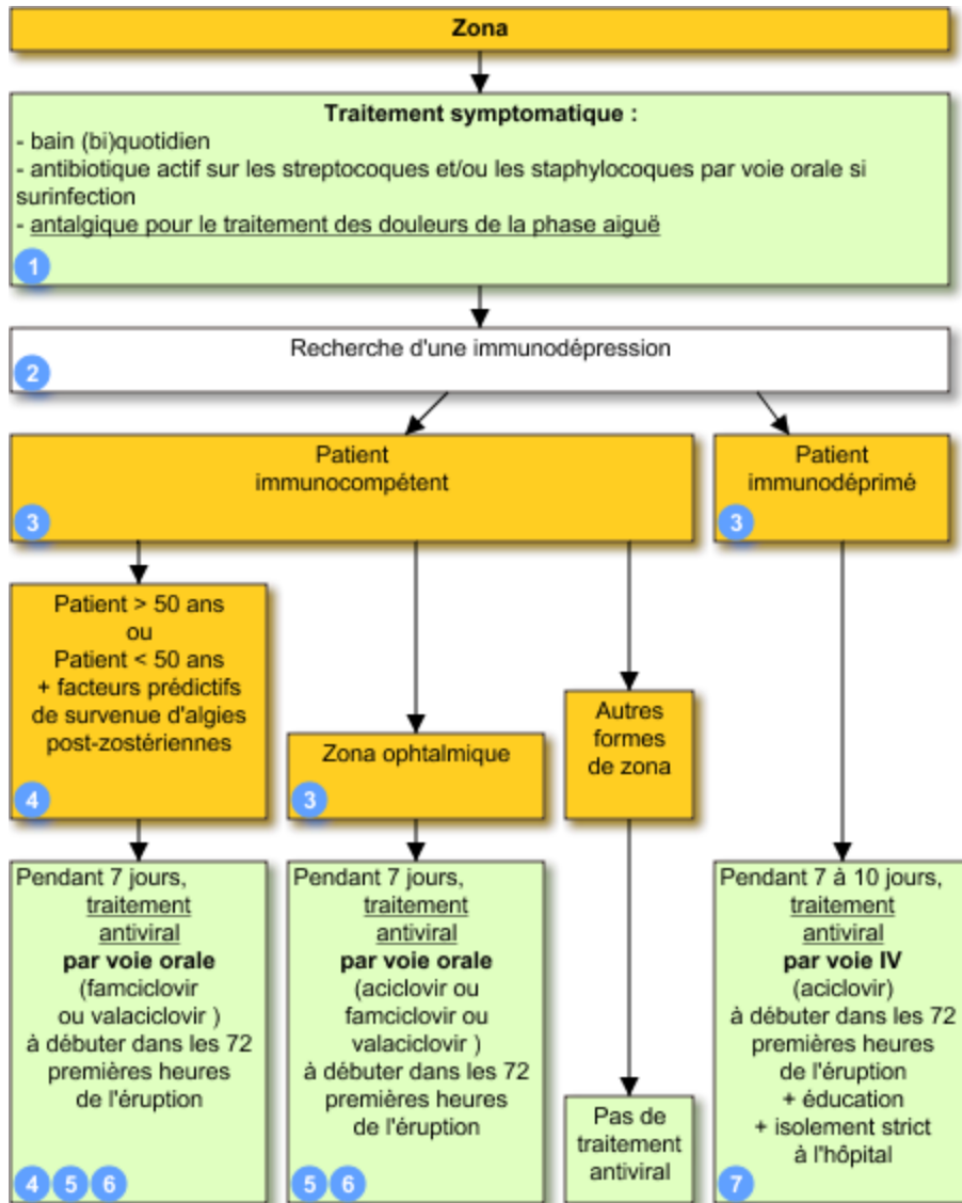 Zona
Traitement symptomatique :
- bain (bi)quotidien
- antibiotique actif sur les streptocoques et/ou les staphylocoques par voie orale si
surinfection
- antalgique pour le traitement des douleurs de la phase aiguë
1
Recherche d'une immunodépression
2
Patient
immunocompétent
3
Patient
immunodéprimé
3
Patient > 50 ans
ou
Patient < 50 ans
+ facteurs prédictifs
de survenue d'algies
post-zostériennes
4
Zona ophtalmique
3
Autres
formes
de zona
Pendant 7 jours,
traitement
antiviral
par voie orale
(famciclovir
ou valaciclovir )
à débuter dans les 72
premières heures
de l'éruption
4 5 6
Pendant 7 jours,
traitement
antiviral
par voie orale
(aciclovir ou
famciclovir ou
valaciclovir )
à débuter dans les 72
premières heures
de l'éruption
5 6
Pas de
traitement
antiviral
Pendant 7 à 10 jours,
traitement
antiviral
par voie IV
(aciclovir)
à débuter dans les 72
premières heures
de l'éruption
+ éducation
+ isolement strict
à l'hôpital
7